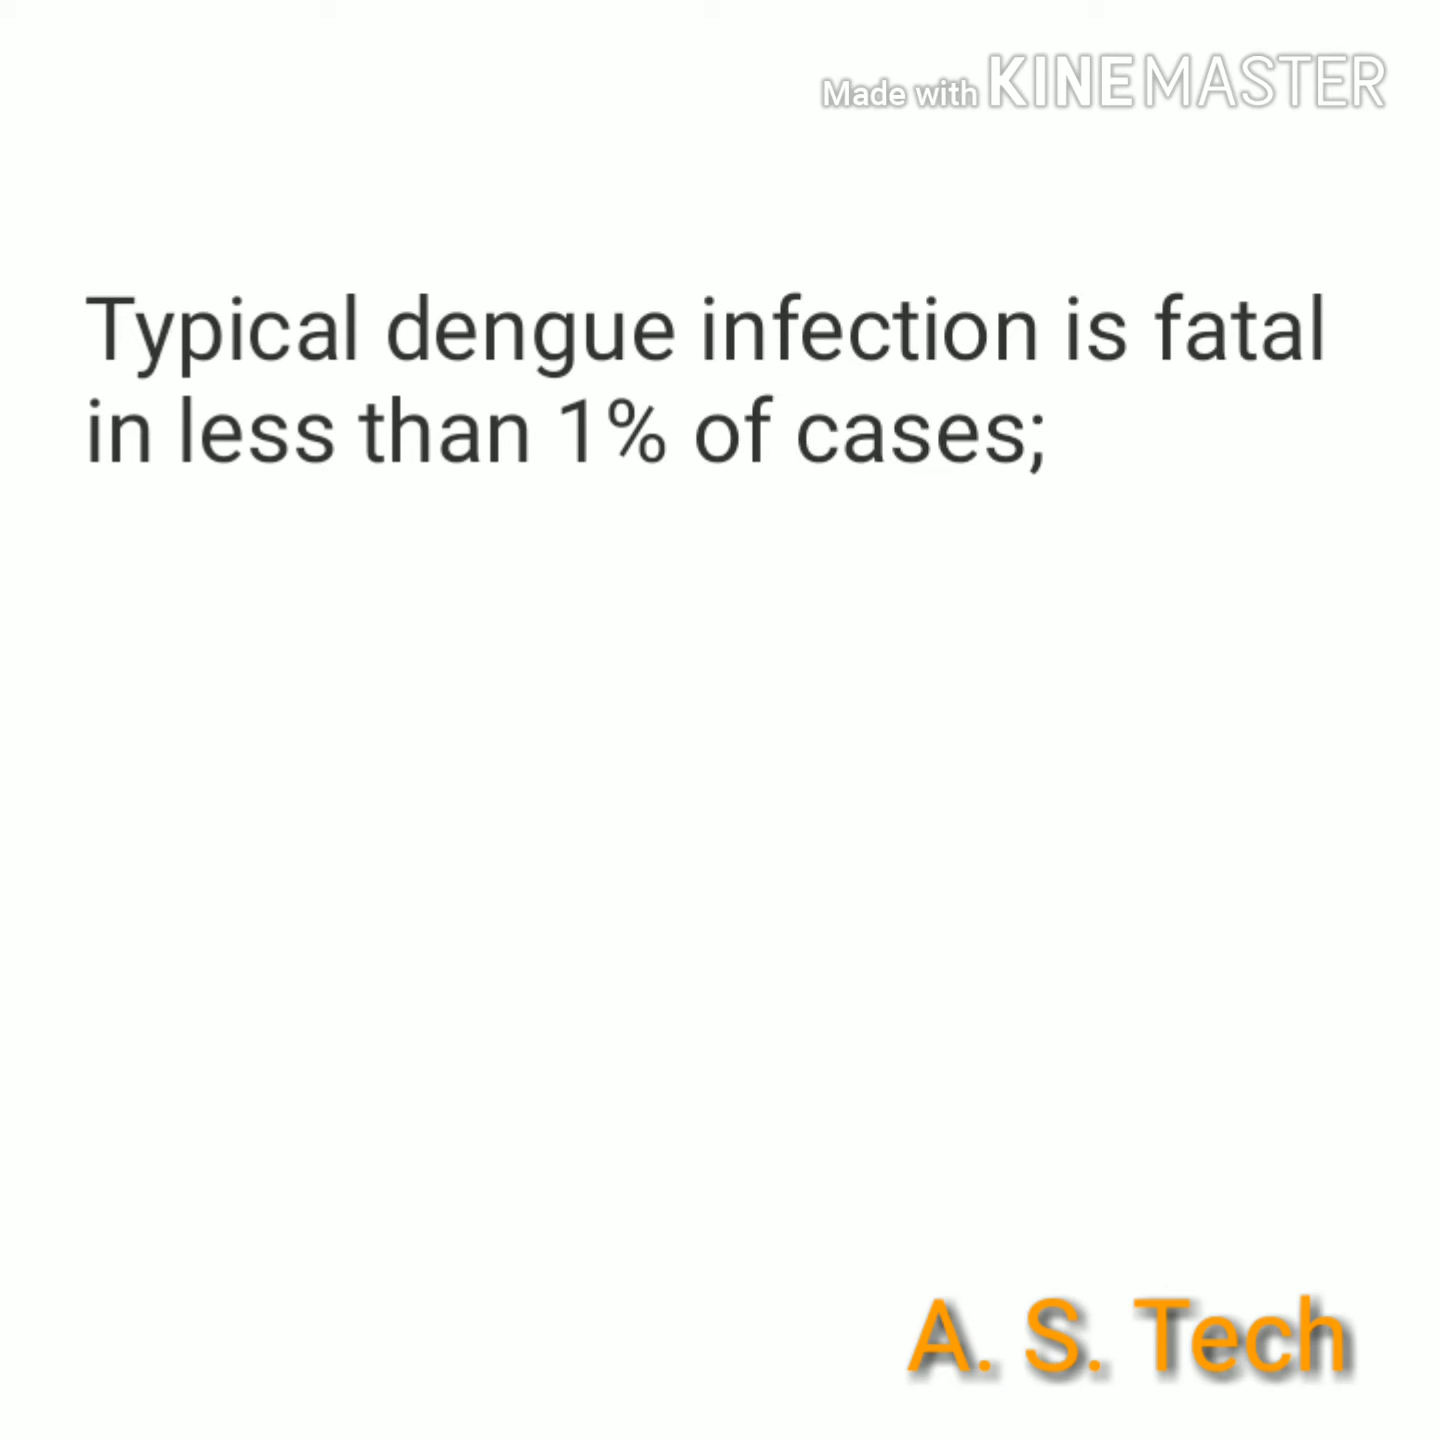 Made with KINEMASTER
Typical dengue infection is fatal
in less than 1% of cases;
A. S. Tech